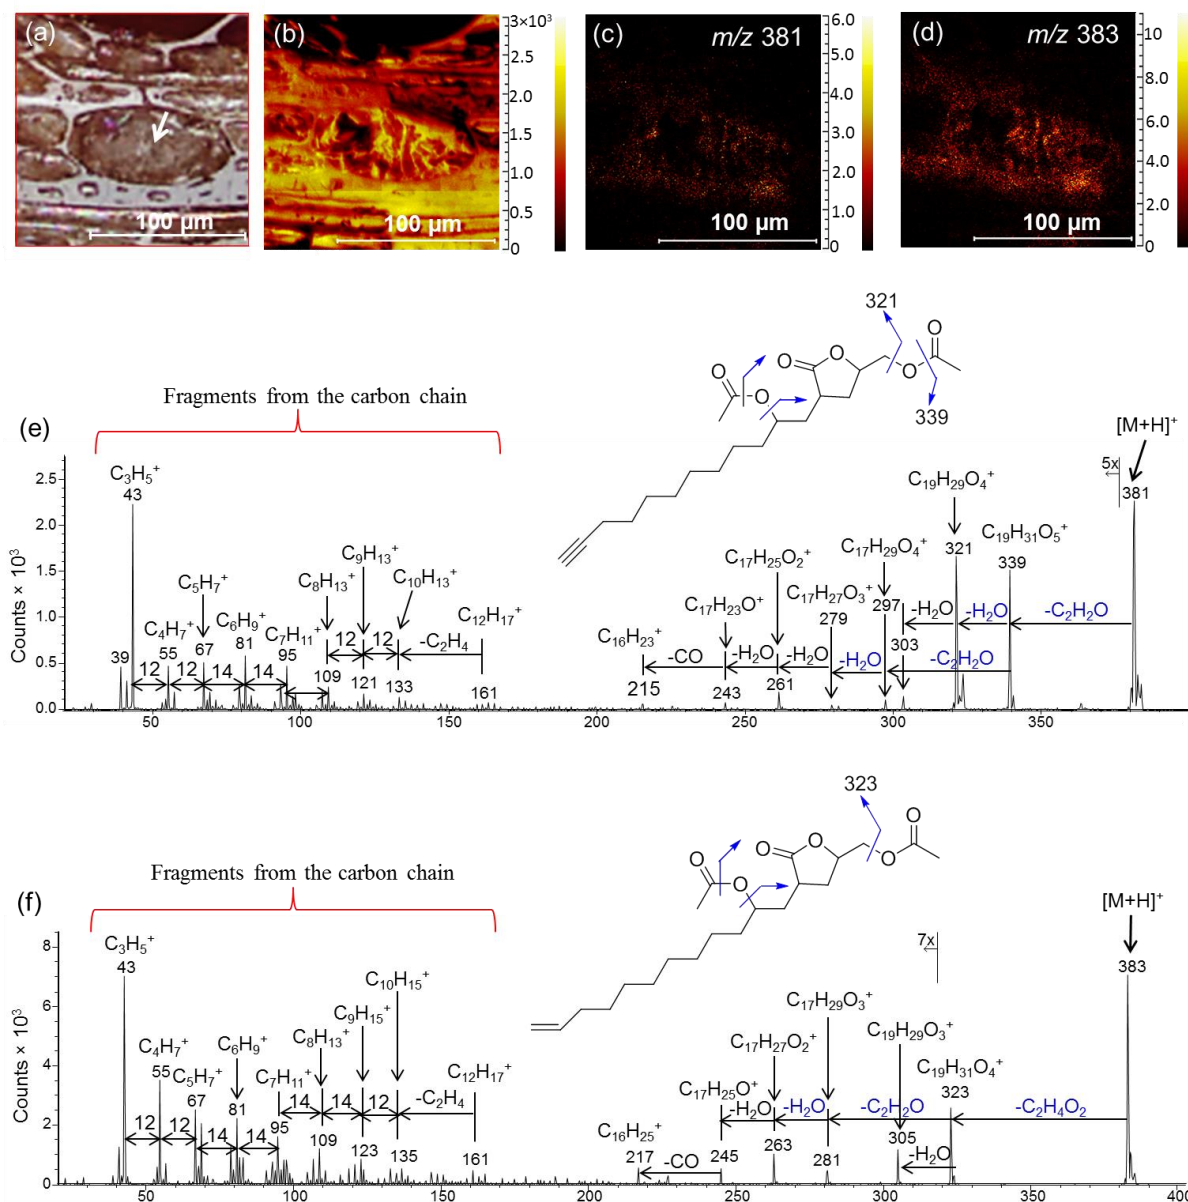 (a)
100 μm
(b)
100 μm
3×10³
2.5
2.0
1.5
1.0
0.5
0
(c)
m/z 381
100 μm
6.0
5.0
4.0
3.0
2.0
1.0
0
(d)
m/z 383
100 μm
10
8.0
6.0
4.0
2.0
0
(e)
Fragments from the carbon chain
321
339
O
O
O
O
O
O
[M+H]⁺
5x
381
C₁₉H₂₉O₄⁺
321
C₁₉H₃₁O₅⁺
339
C₁₇H₂₉O₄⁺
297
C₁₇H₂₅O₂⁺
C₁₇H₂₇O₃⁺
279
C₁₇H₂₃O⁺
C₁₆H₂₃⁺
C₃H₅⁺
43
C₉H₁₃⁺
C₈H₁₃⁺
C₁₀H₁₃⁺
C₅H₇⁺
C₁₂H₁₇⁺
C₄H₇⁺
C₆H₉⁺
C₇H₁₁⁺
39
55
67
81
95
109
121
133
161
12
12
14
14
12
12
-C₂H₄
-CO
-H₂O
-H₂O
-H₂O
-C₂H₂O
-H₂O
-H₂O
-C₂H₂O
215
243
261
303
Counts × 10³
2.5
2.0
1.5
1.0
0.5
0.0
50 100 150 200 250 300 350
(f)
Fragments from the carbon chain
323
O
O
O
O
O
O
[M+H]⁺
7x
383
C₃H₅⁺
43
C₁₀H₁₅⁺
C₉H₁₅⁺
C₈H₁₃⁺
C₄H₇⁺
55
C₆H₉⁺
C₅H₇⁺
67
81
C₇H₁₁⁺
95
C₁₂H₁₇⁺
109
123
135
161
12
12
14
14
14
14
12
-C₂H₄
C₁₇H₂₉O₃⁺
C₁₇H₂₇O₂⁺
C₁₉H₂₉O₃⁺
C₁₇H₂₅O⁺
C₁₉H₃₁O₄⁺
323
C₁₆H₂₅⁺
217
245
263
281
305
-CO
-H₂O
-H₂O
-C₂H₂O
-H₂O
-C₂H₄O₂
Counts × 10³
8
6
4
2
0
50 100 150 200 250 300 350 400